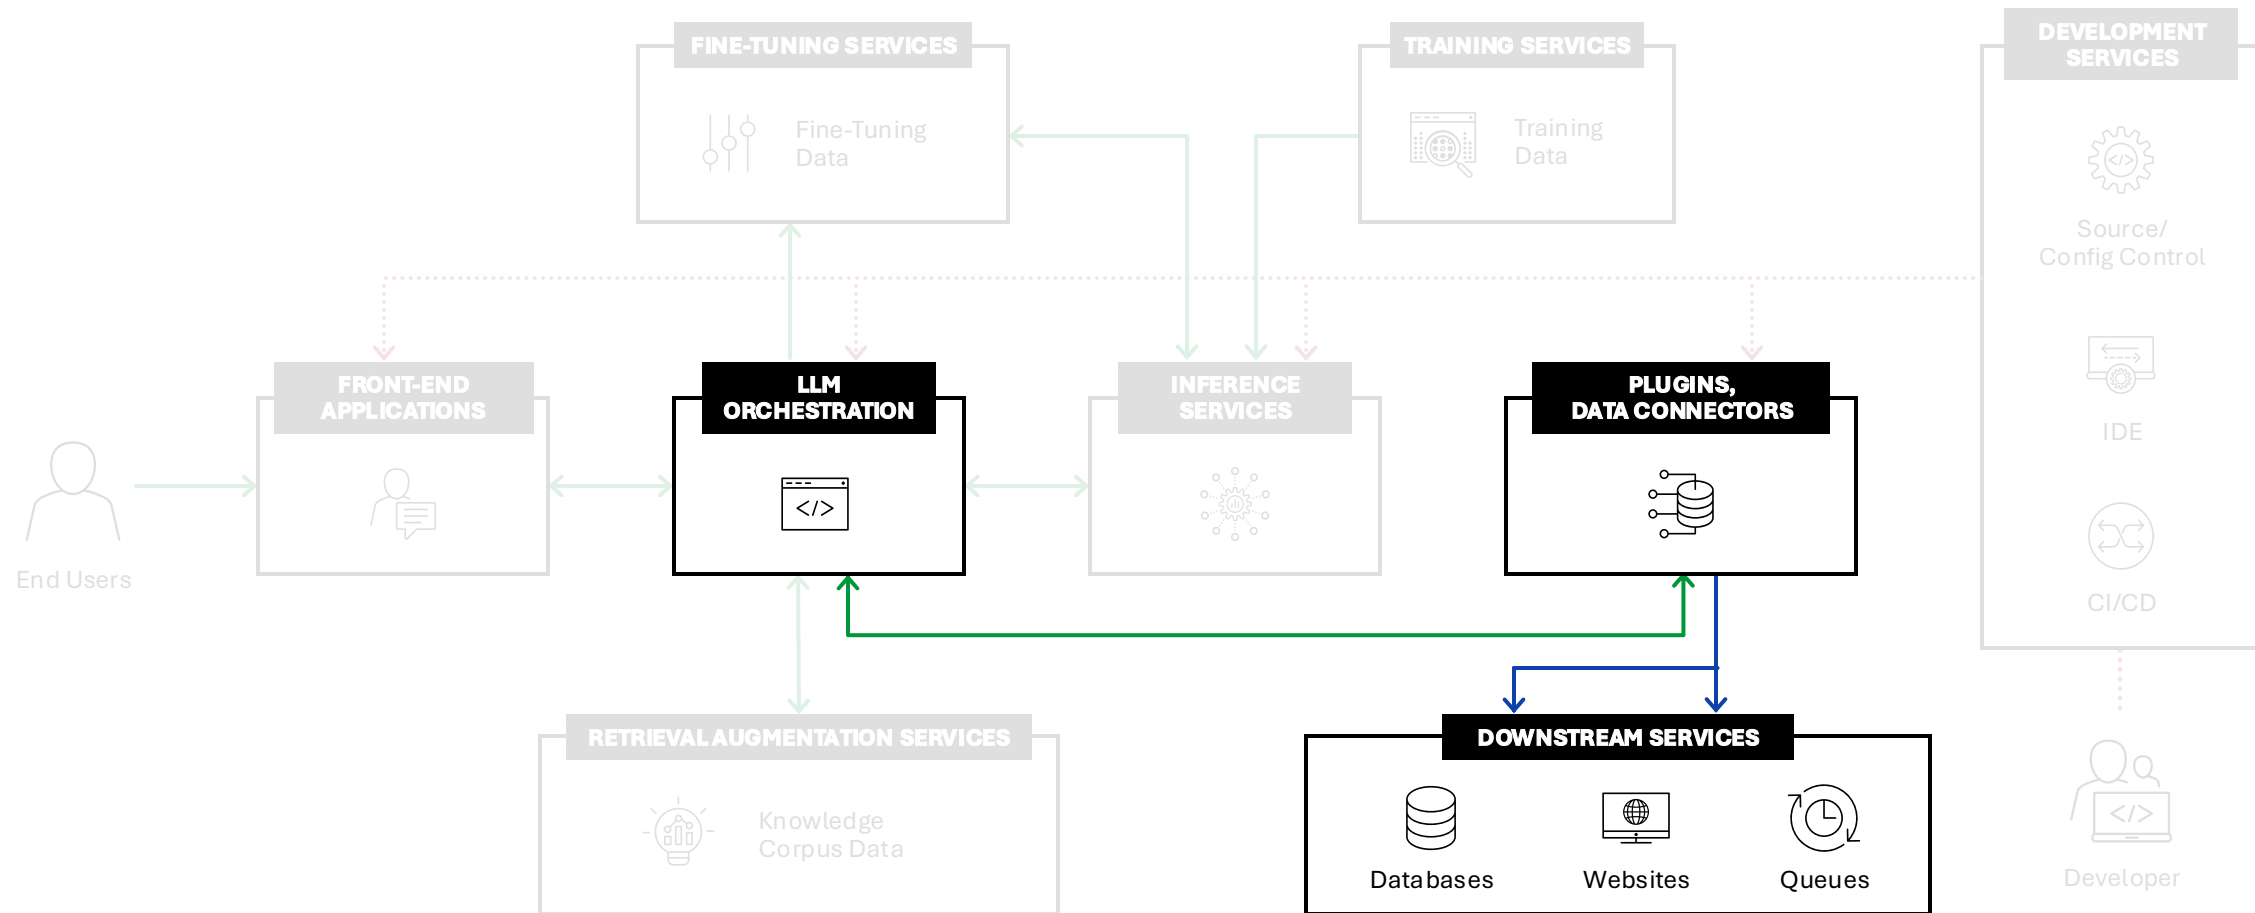 FINE-TUNING SERVICES
Fine-Tuning
Data
TRAINING SERVICES
Training
Data
DEVELOPMENT
SERVICES
Source/
Config Control
IDE
CI/CD
FRONT-END
APPLICATIONS
LLM
ORCHESTRATION
</>
INFERENCE
SERVICES
PLUGINS,
DATA CONNECTORS
End Users
RETRIEVAL AUGMENTATION SERVICES
Knowledge
Corpus Data
DOWNSTREAM SERVICES
Databases
Websites
Queues
</>
Developer